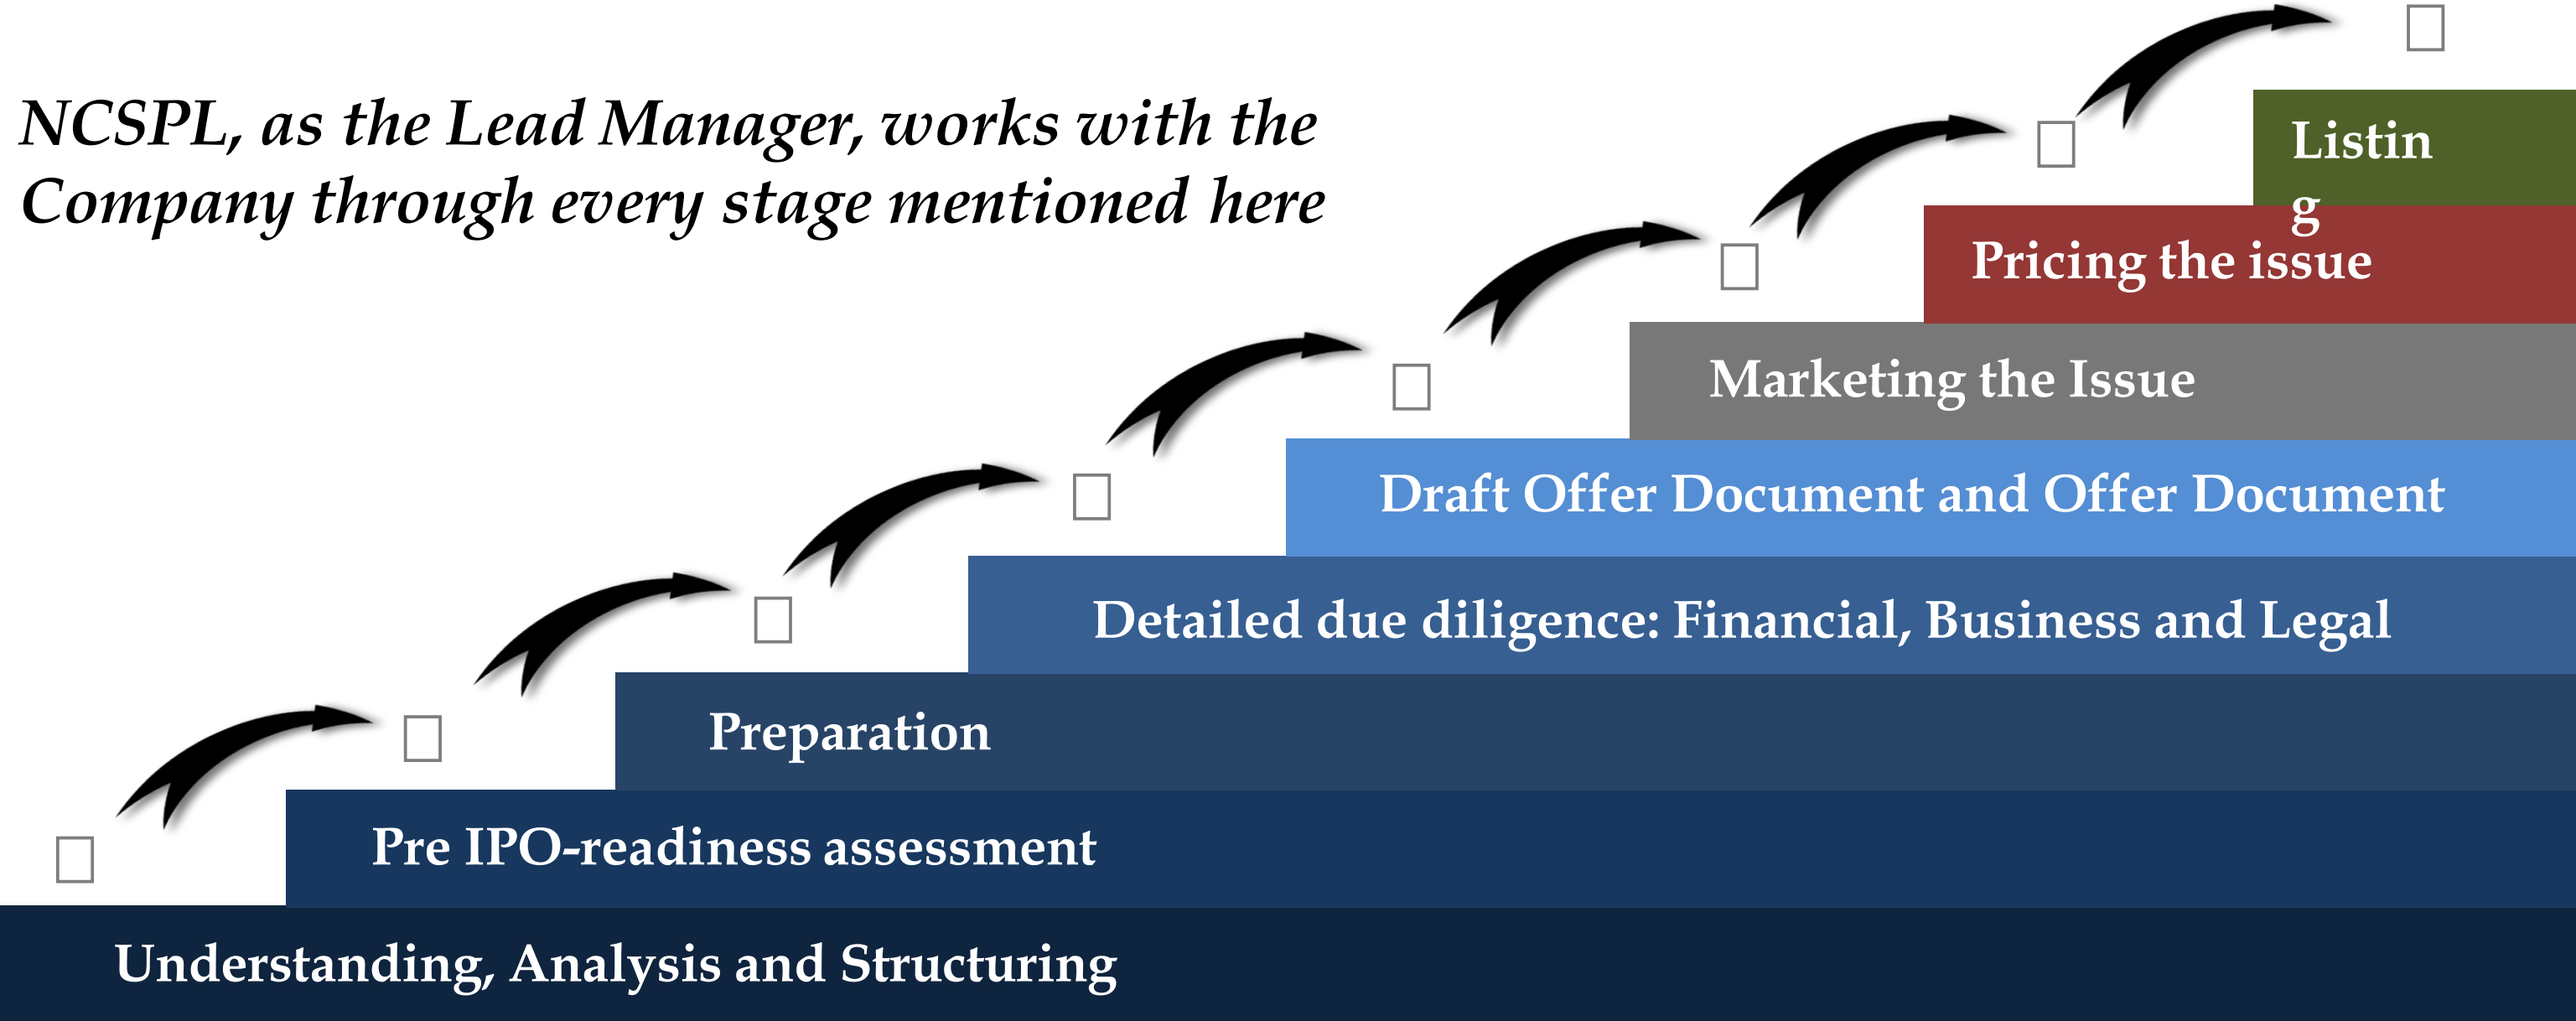 NCSPL, as the Lead Manager, works with the
Company through every stage mentioned here
Listin
g
Pricing the issue
Marketing the Issue
Draft Offer Document and Offer Document
Detailed due diligence: Financial, Business and Legal
Preparation
Pre IPO-readiness assessment
Understanding, Analysis and Structuring